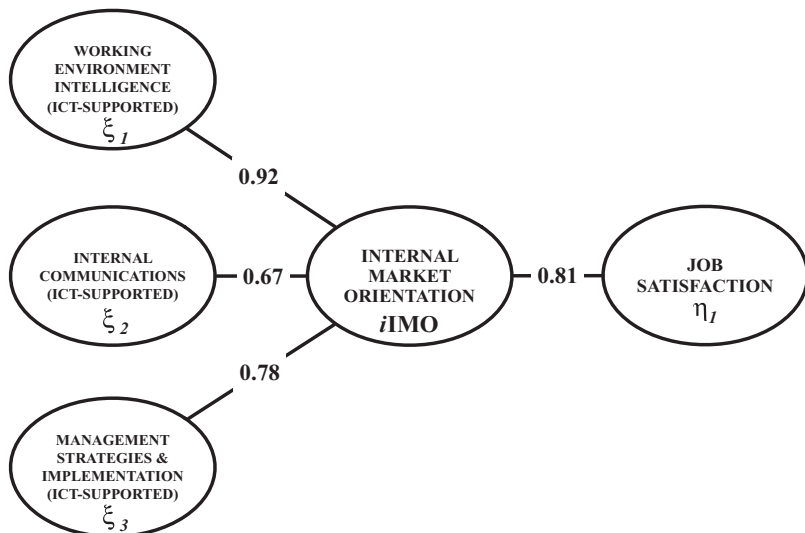 WORKING
ENVIRONMENT
INTELLIGENCE
(ICT-SUPPORTED)
ξ1
0.92
INTERNAL
COMMUNICATIONS
(ICT-SUPPORTED)
ξ2
0.67
INTERNAL
MARKET
ORIENTATION
iIMO
0.81
JOB
SATISFACTION
η1
0.78
MANAGEMENT
STRATEGIES &
IMPLEMENTATION
(ICT-SUPPORTED)
ξ3